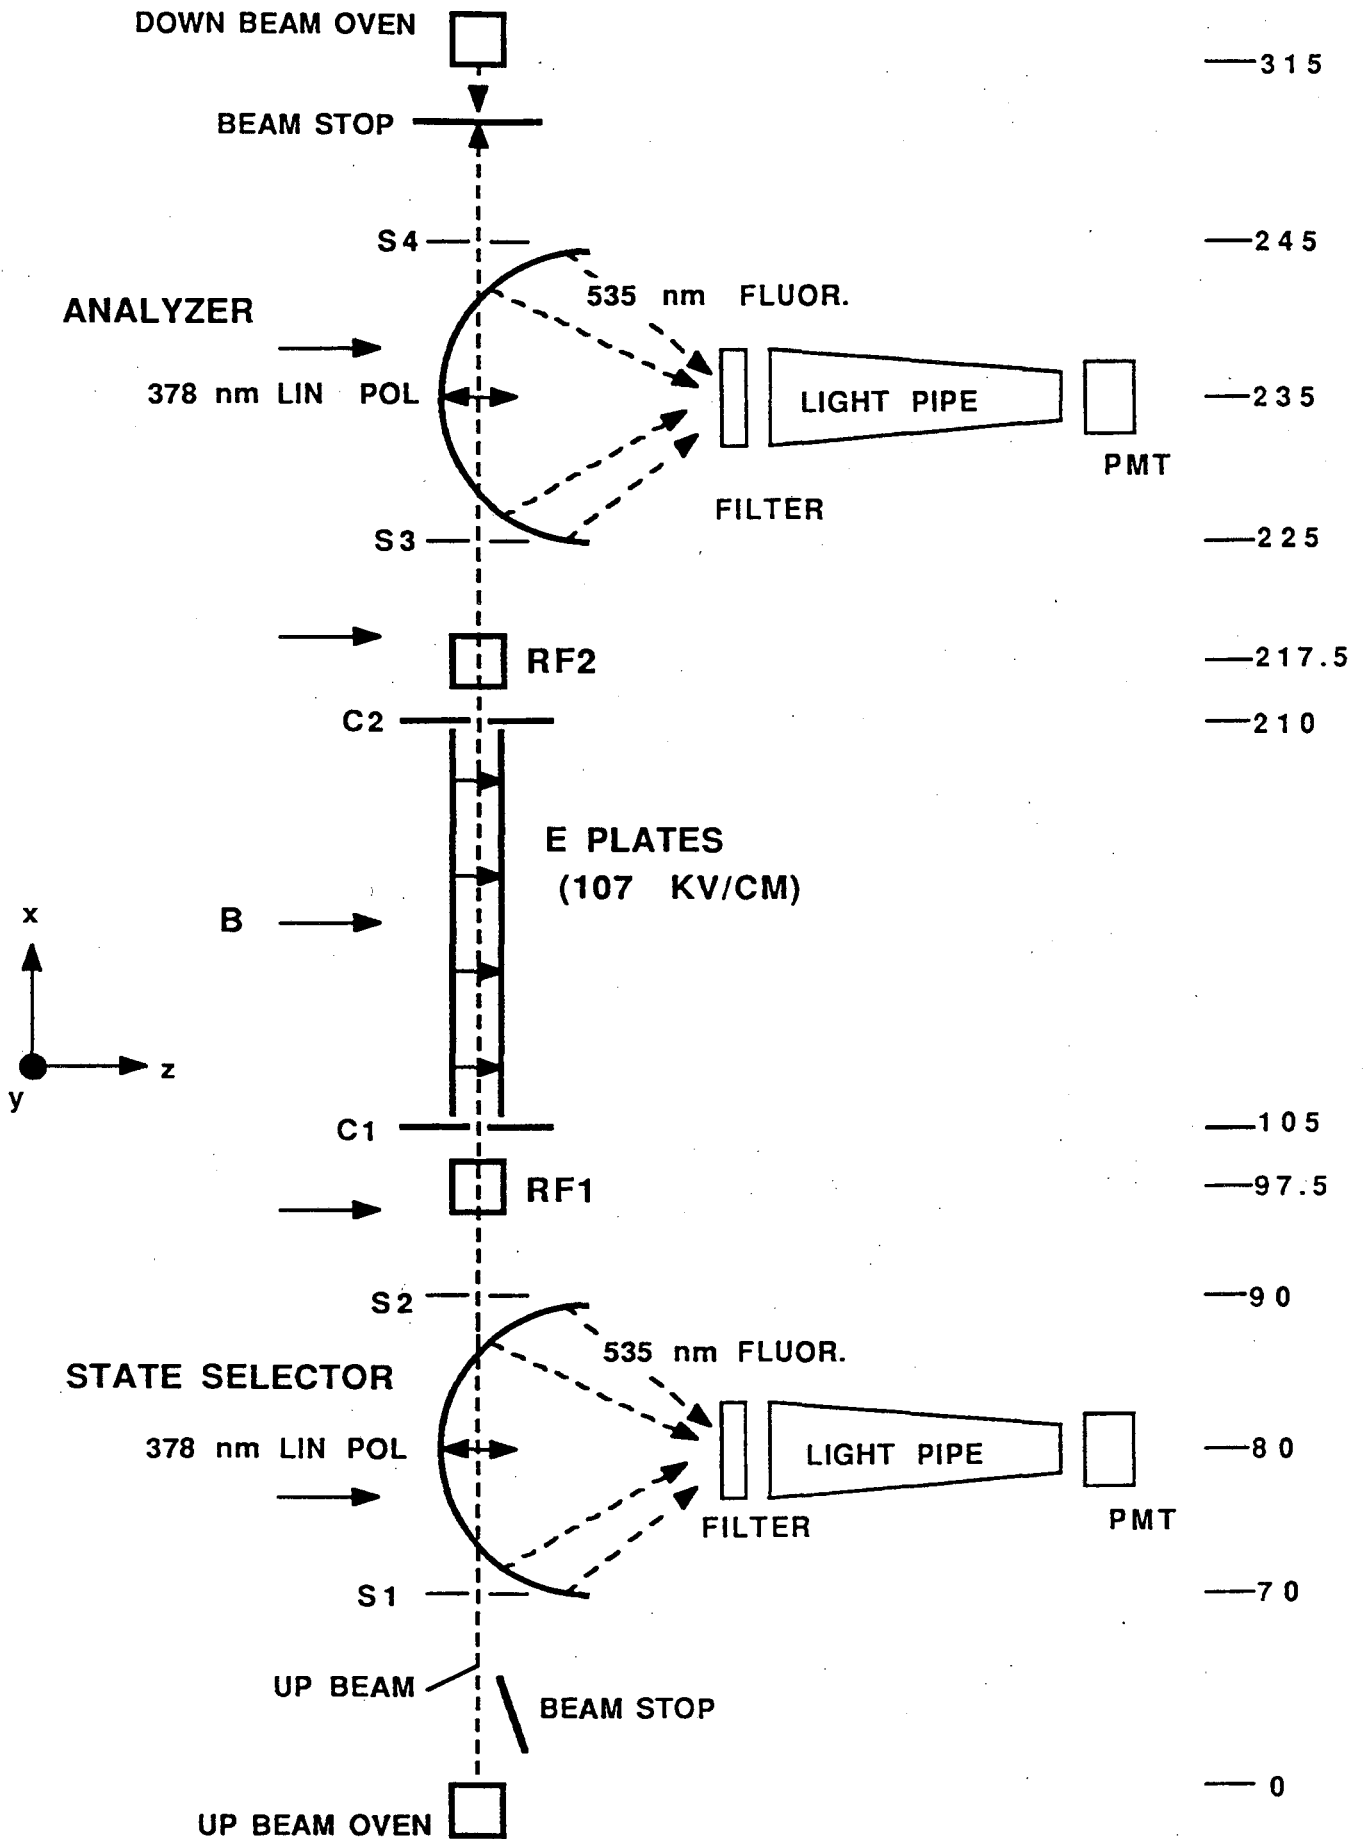 DOWN BEAM OVEN
315
BEAM STOP
S4
245
535 nm FLUOR.
ANALYZER
378 nm LIN POL
LIGHT PIPE
235
PMT
FILTER
S3
225
RF2
217.5
C2
210
E PLATES
(107 KV/CM)
B
x
z
y
C1
105
RF1
97.5
S2
90
535 nm FLUOR.
STATE SELECTOR
378 nm LIN POL
LIGHT PIPE
80
FILTER
PMT
S1
70
UP BEAM
BEAM STOP
0
UP BEAM OVEN